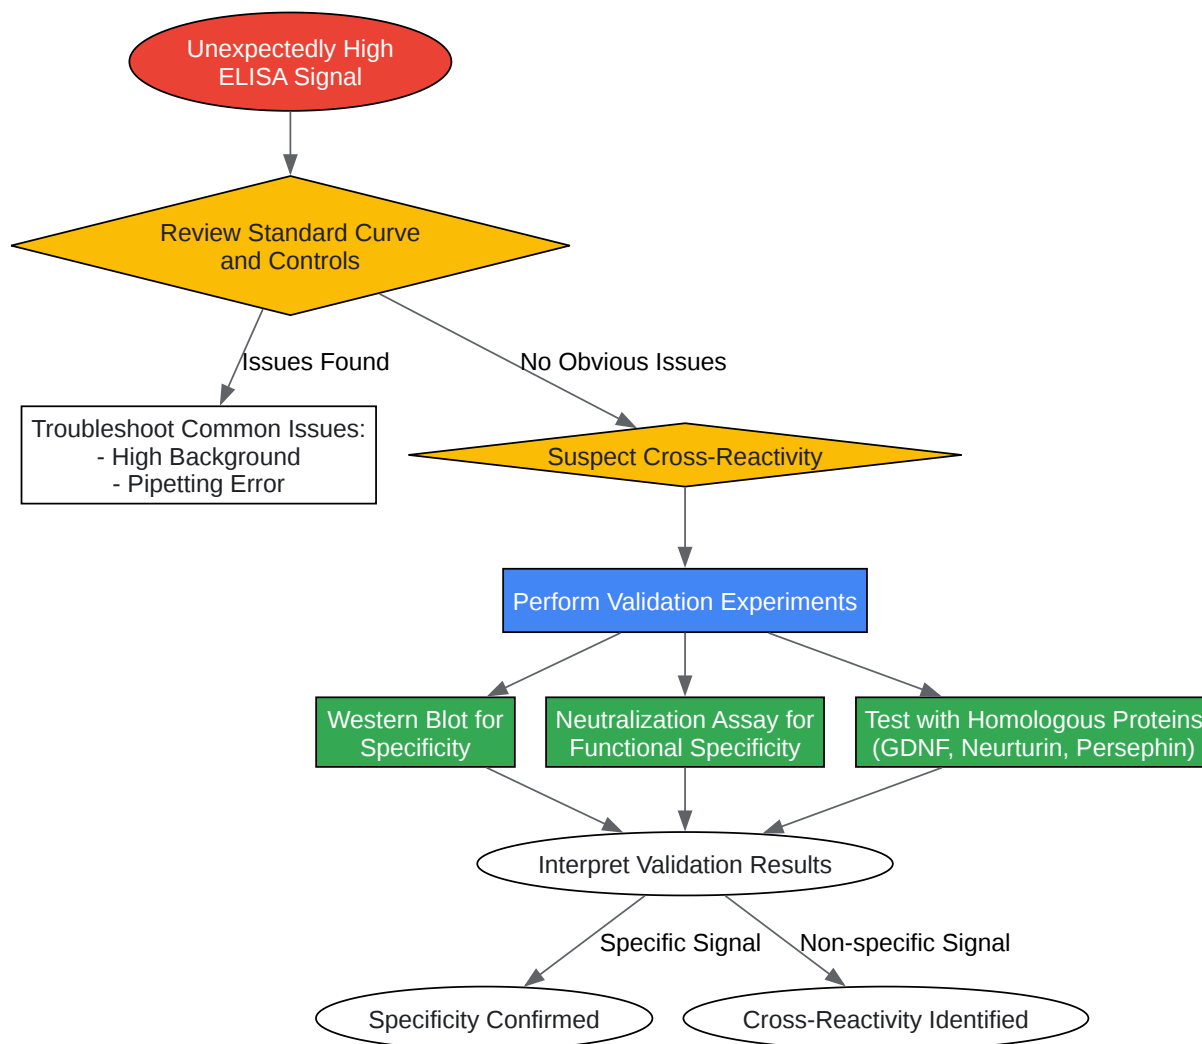 Unexpectedly High
ELISA Signal
Review Standard Curve
and Controls
Issues Found
No Obvious Issues
Troubleshoot Common Issues:
- High Background
- Pipetting Error
Suspect Cross-Reactivity
Perform Validation Experiments
Western Blot for
Specificity
Neutralization Assay for
Functional Specificity
Test with Homologous Proteins
(GDNF, Neurturin, Persephin)
Interpret Validation Results
Specific Signal
Non-specific Signal
Specificity Confirmed
Cross-Reactivity Identified